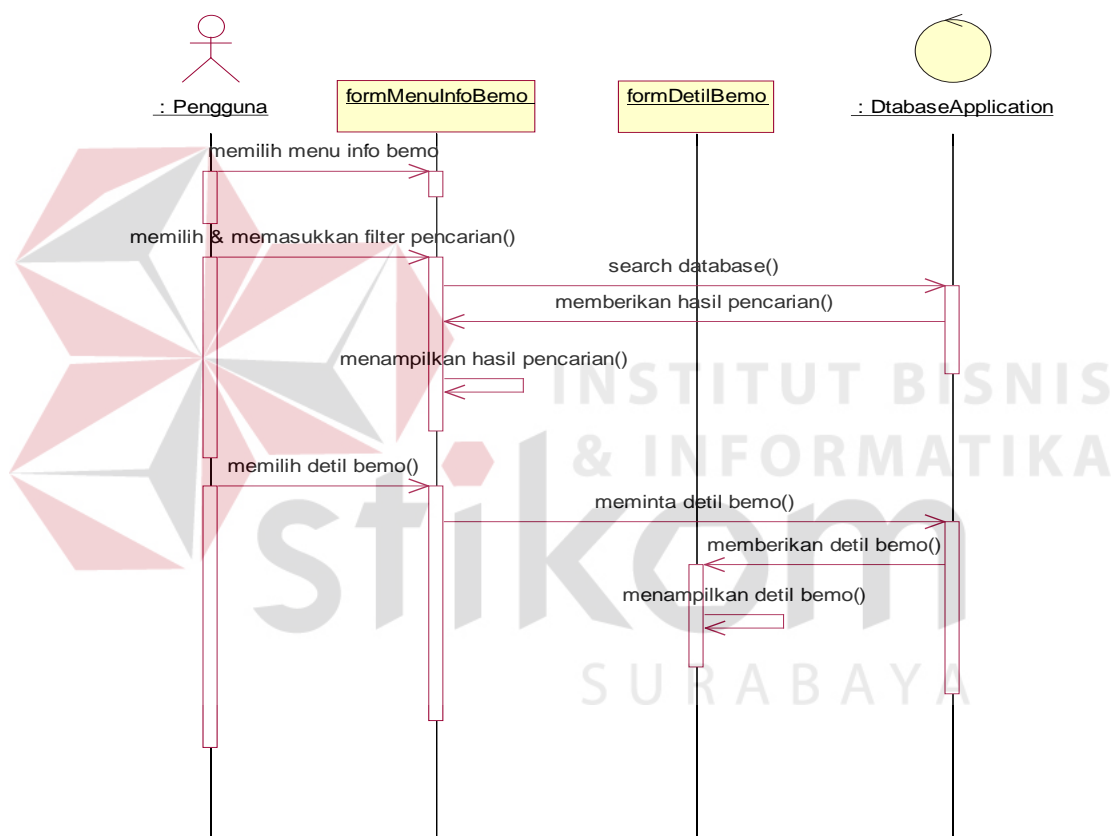 : Pengguna
formMenuInfoBemo
formDetilBemo
: DtabaseApplication
memilih menu info bemo
memilih & memasukkan filter pencarian()
search database()
memberikan hasil pencarian()
menampilkan hasil pencarian()
INSTITUT BISNIS
& INFORMATIKA
memilih detil bemo()
stikom
meminta detil bemo()
memberikan detil bemo()
menampilkan detil bemo()
SURABAYA